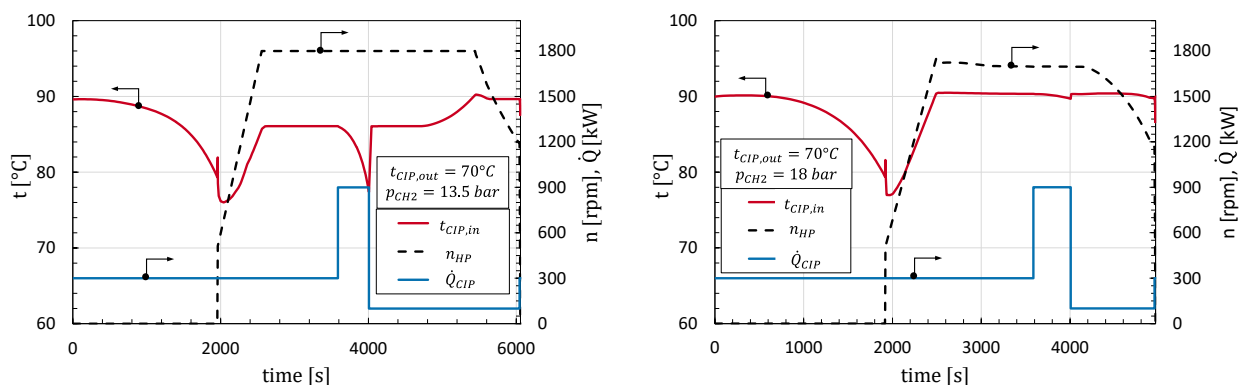 100
90
80
70
60
t [°C]
0
2000
4000
6000
time [s]
2000
1800
1500
1200
900
600
300
0
n [rpm], Q̇ [kW]
t_CIP,out = 70°C
p_CH2 = 13.5 bar
t_CIP,in
n_HP
Q̇_CIP
100
90
80
70
60
t [°C]
0
1000
2000
3000
4000
time [s]
2000
1800
1500
1200
900
600
300
0
n [rpm], Q̇ [kW]
t_CIP,out = 70°C
p_CH2 = 18 bar
t_CIP,in
n_HP
Q̇_CIP